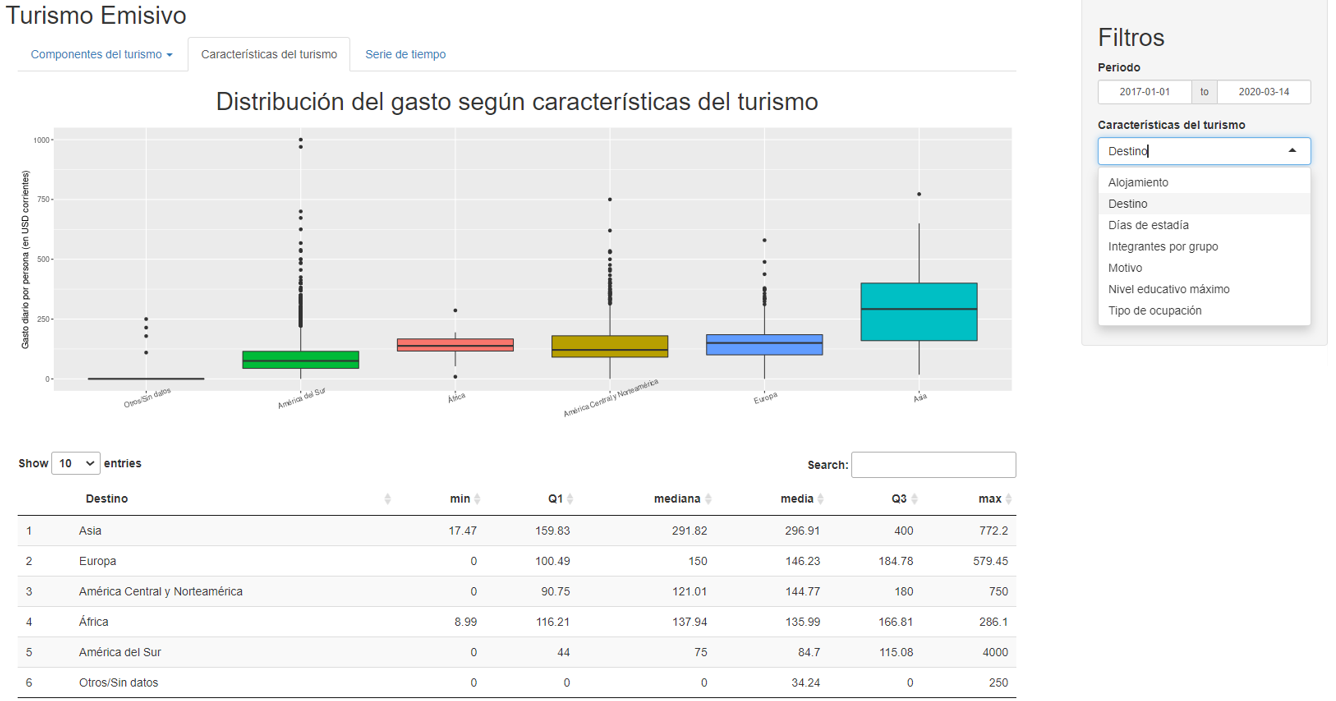 Turismo Emisivo
Componentes del turismo Características del turismo Serie de tiempo
Distribución del gasto según características del turismo
Gasto diario por persona (en USD corrientes)
1000
750
500
250
0
Otros/Sin datos América del Sur África América Central y Norteamérica Europa Asia
Filtros
Periodo
2017-01-01 to 2020-03-14
Características del turismo
Destino
Alojamiento
Destino
Días de estadía
Integrantes por grupo
Motivo
Nivel educativo máximo
Tipo de ocupación
Show 10 entries Search:
Destino min Q1 mediana media Q3 max
1 Asia 17.47 159.83 291.82 296.91 400 772.2
2 Europa 0 100.49 150 146.23 184.78 579.45
3 América Central y Norteamérica 0 90.75 121.01 144.77 180 750
4 África 8.99 116.21 137.94 135.99 166.81 286.1
5 América del Sur 0 44 75 84.7 115.08 4000
6 Otros/Sin datos 0 0 0 34.24 0 250